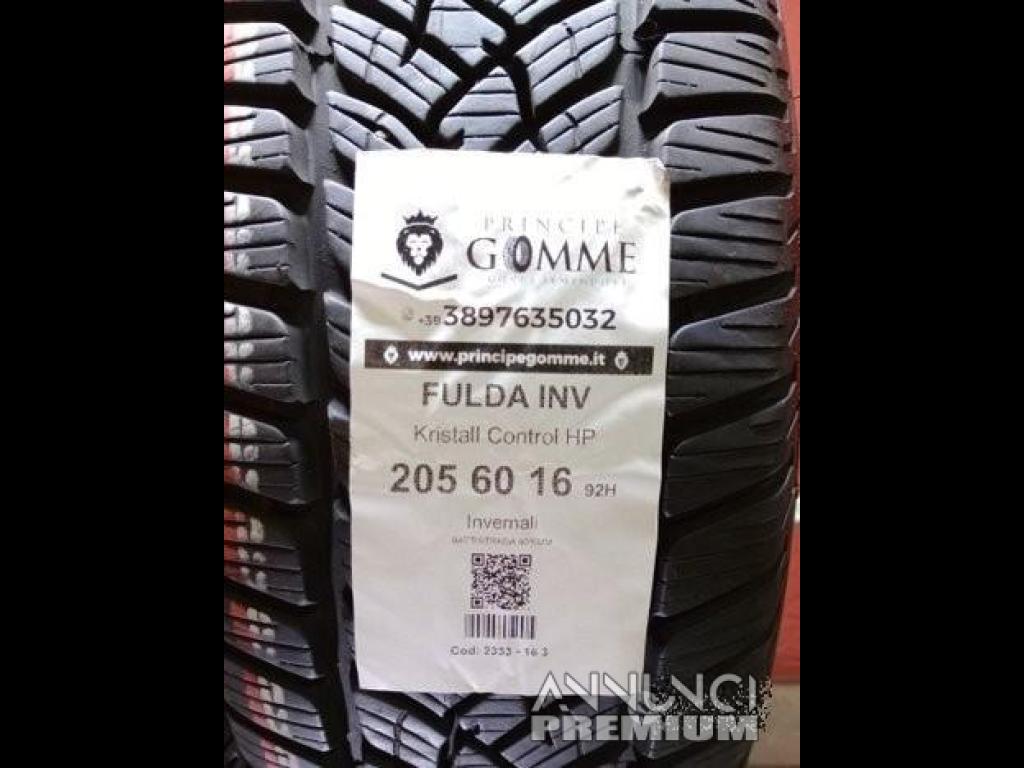 PRINCIPE
GOMME
+39 3897635032
www.principegomme.it
FULDA INV
Kristall Control HP
205 60 16 92H
Invernali
Cod: 2333 - 16 3
ANNUNCI
PREMIUM